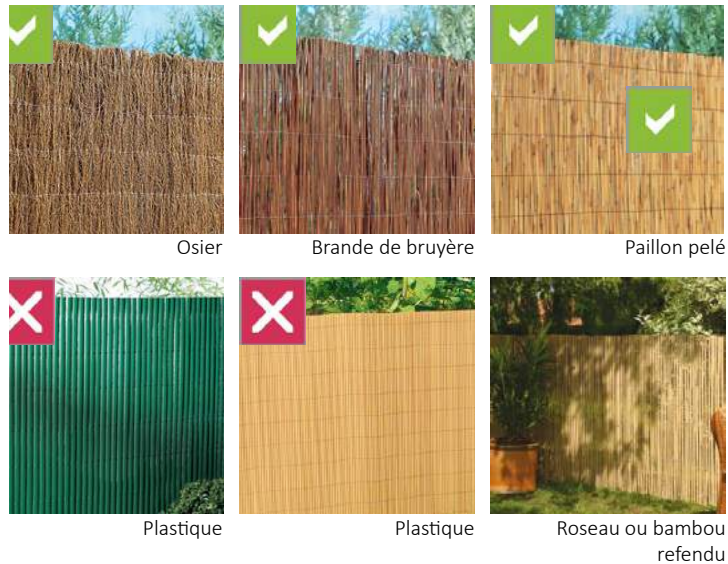 Osier
Brande de bruyère
Paillon pelé
Plastique
Plastique
Roseau ou bambou
refendu